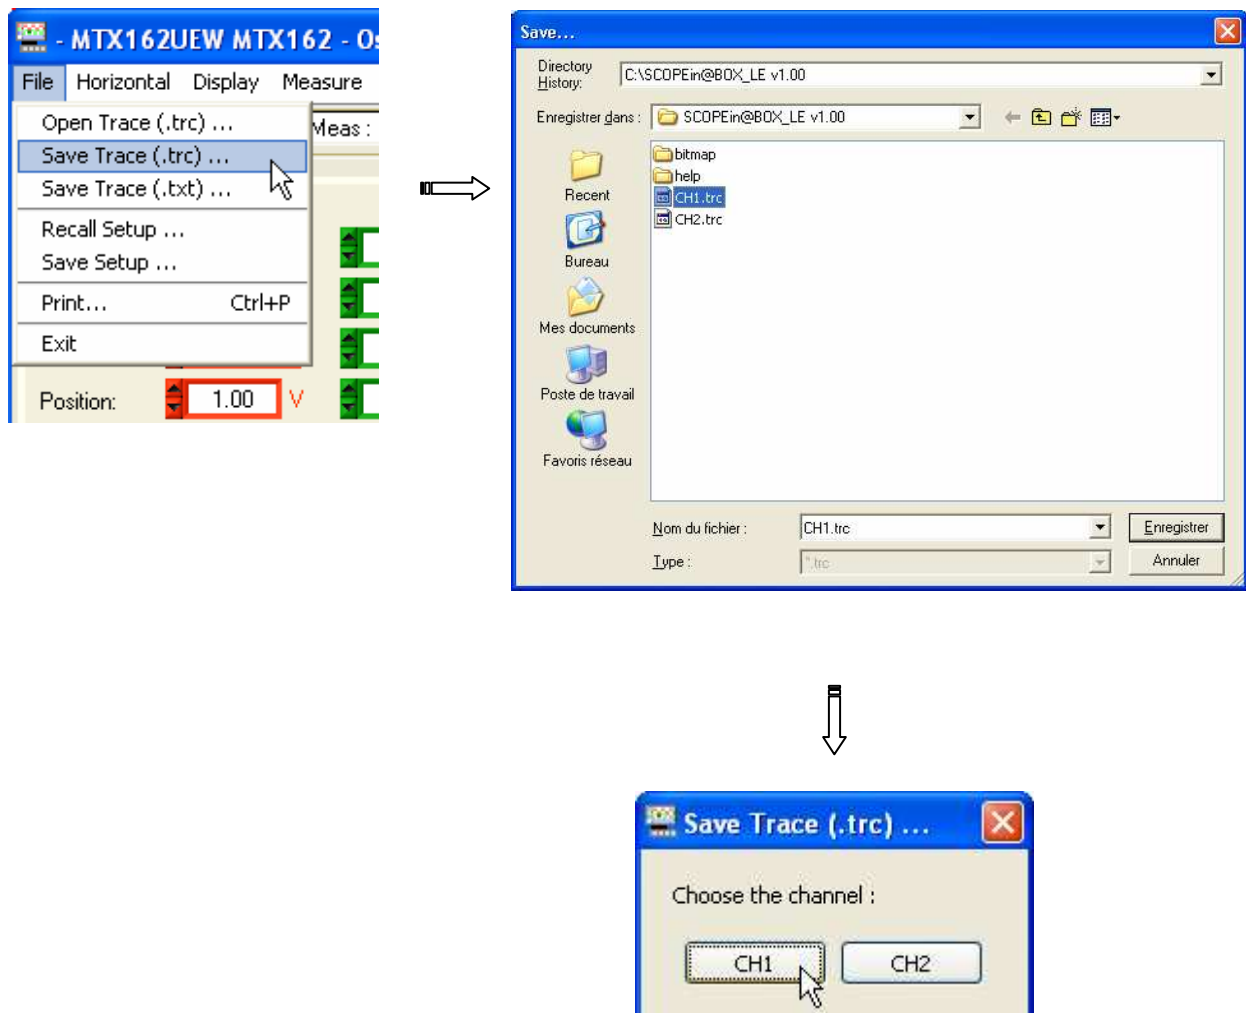 - MTX162UEW MTX162 - Os
File Horizontal Display Measure
Open Trace (.trc) ...
Meas :
Save Trace (.trc) ...
Save Trace (.txt) ...
Recall Setup ...
Save Setup ...
Print... Ctrl+P
Exit
Position: 1.00 V
Save...
Directory History: C:\SCOPEin@BOX_LE v1.00
Enregistrer dans : SCOPEin@BOX_LE v1.00
bitmap
help
CH1.trc
CH2.trc
Recent
Bureau
Mes documents
Poste de travail
Favoris réseau
Nom du fichier : CH1.trc Enregistrer
Type : *.trc Annuler
Save Trace (.trc) ...
Choose the channel :
CH1 CH2